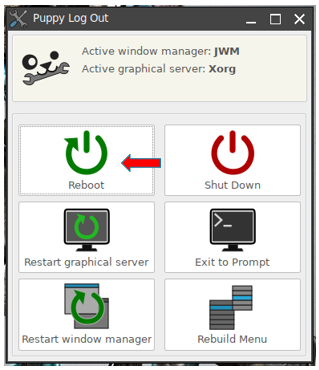 Puppy Log Out
Active window manager: JWM
Active graphical server: Xorg
Reboot
Shut Down
Restart graphical server
Exit to Prompt
Restart window manager
Rebuild Menu